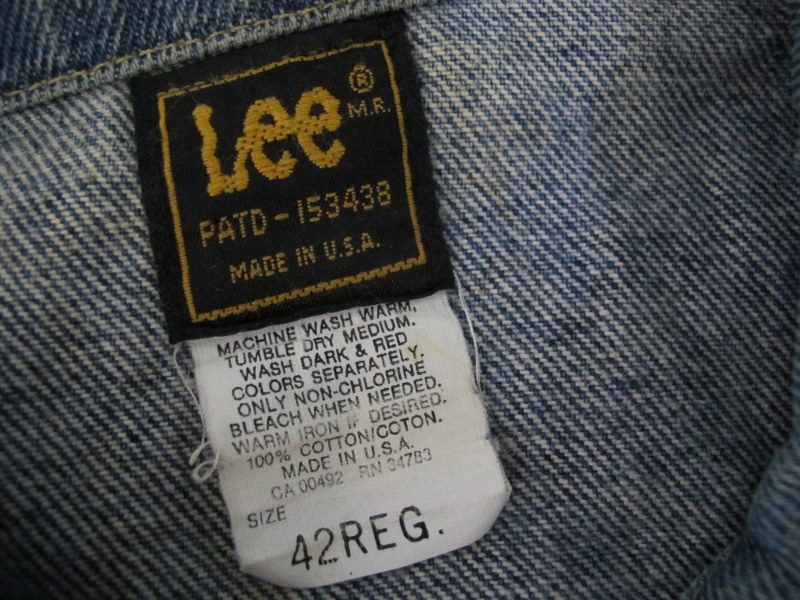 Lee ®
M.R.
PATD-153438
MADE IN U.S.A.
MACHINE WASH WARM,
TUMBLE DRY MEDIUM.
WASH DARK & RED
COLORS SEPARATELY.
ONLY NON-CHLORINE
BLEACH WHEN NEEDED.
WARM IRON IF DESIRED.
100% COTTON/COTON.
MADE IN U.S.A.
CA 00492 RN 34783
SIZE
42REG.